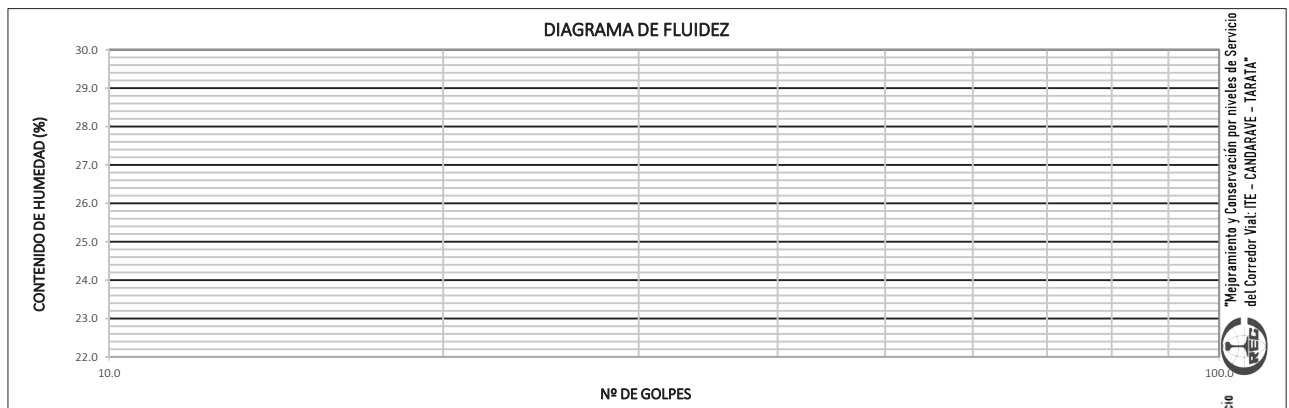 DIAGRAMA DE FLUIDEZ
CONTENIDO DE HUMEDAD (%)
30.0
29.0
28.0
27.0
26.0
25.0
24.0
23.0
22.0
10.0
100.0
Nº DE GOLPES
"Mejoramiento y Conservación por niveles de Servicio
del Corredor Vial: ITE – CANDARAVE – TARATA"
REG